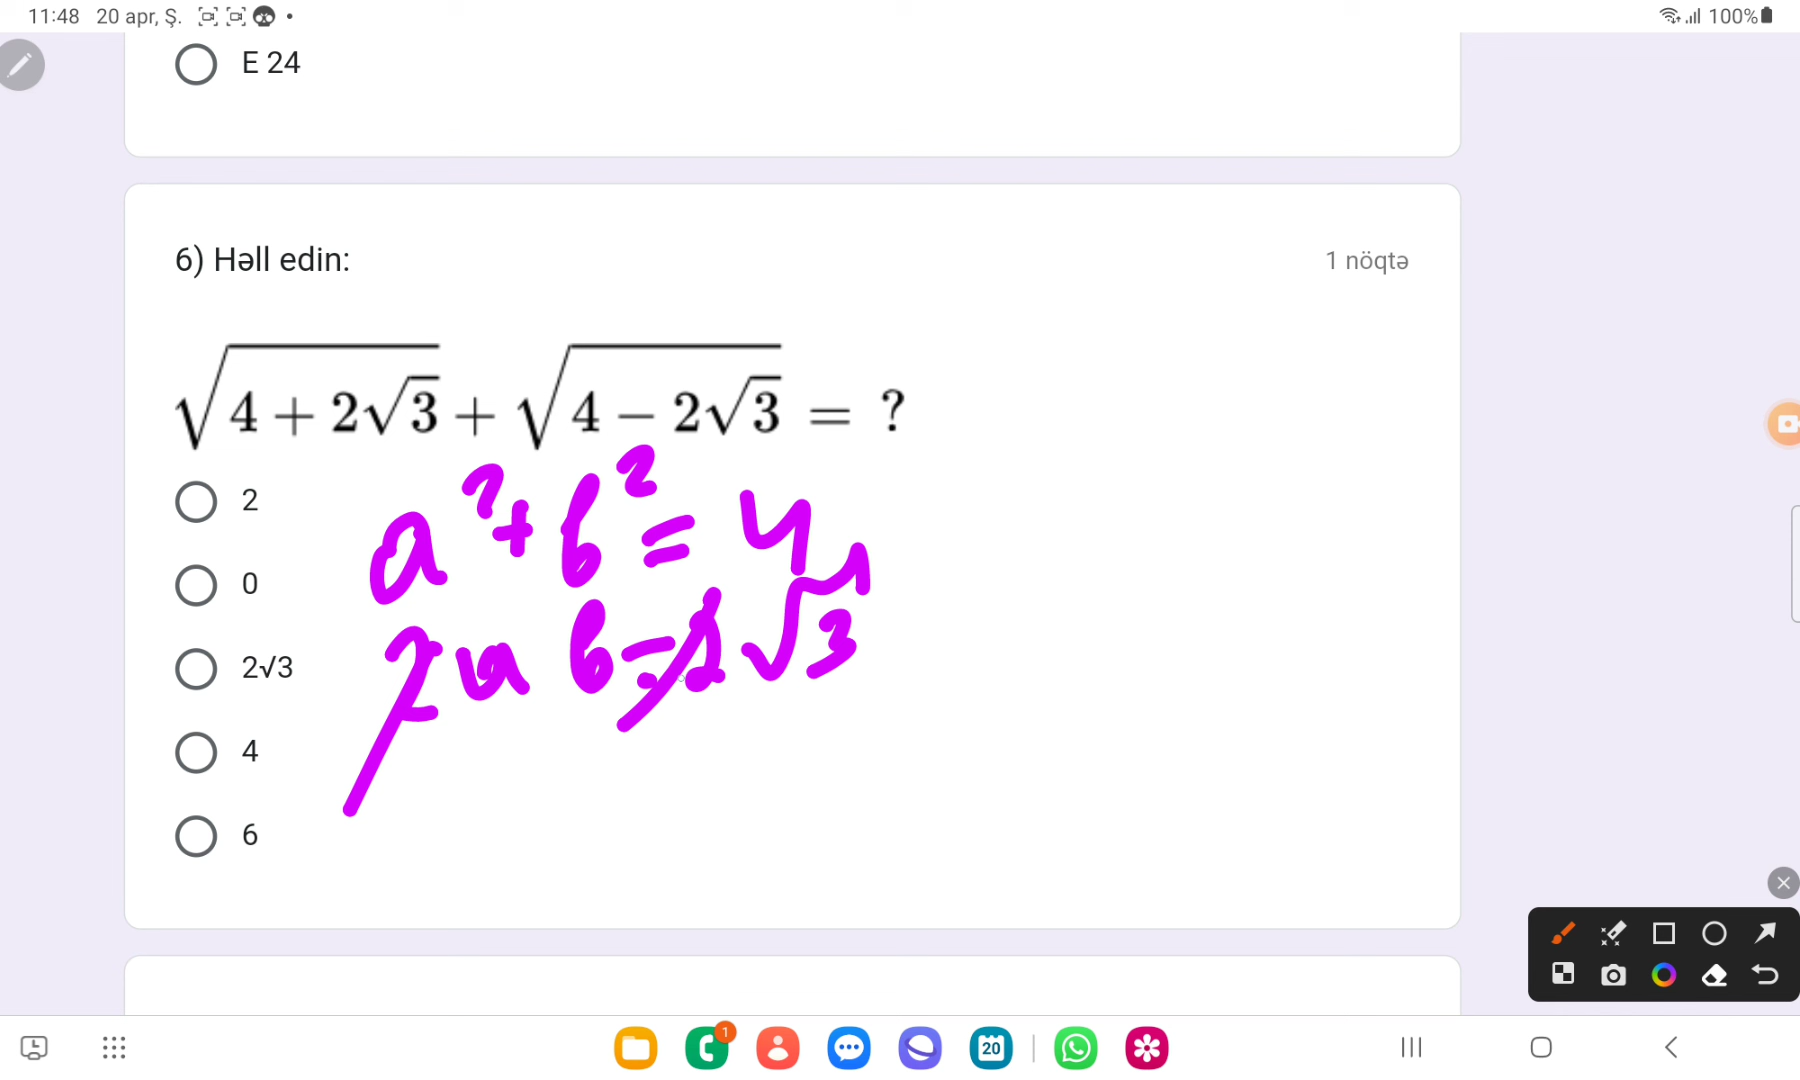 11:48 20 apr, Ş. 100%
E 24
6) Həll edin:
1 nöqtə
√(4 + 2√3) + √(4 − 2√3) = ?
2
0
2√3
4
6
a² + b² = 4
2ab = 2√3
1
20